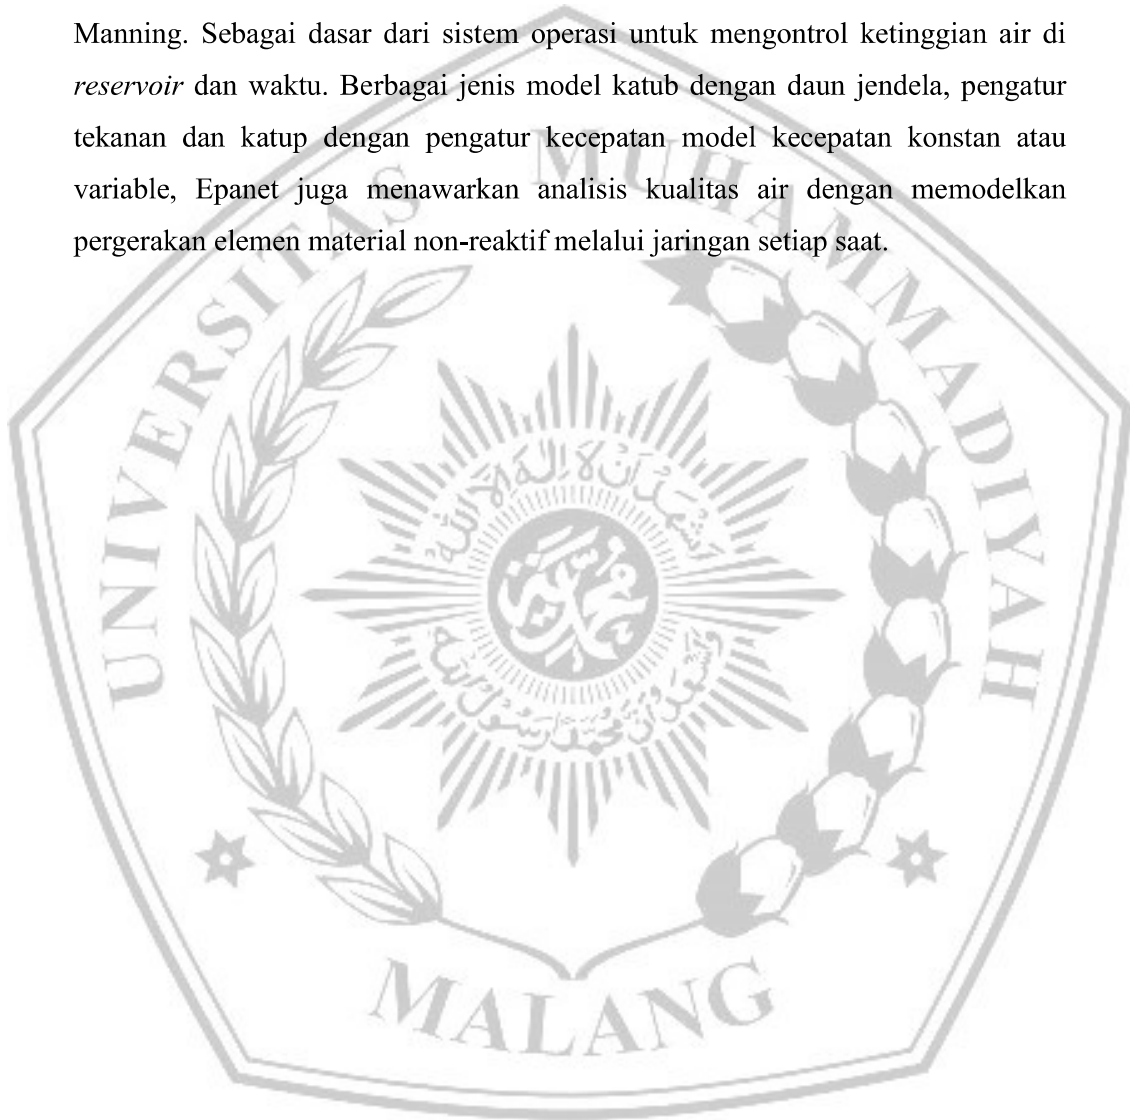 Manning. Sebagai dasar dari sistem operasi untuk mengontrol ketinggian air di
reservoir dan waktu. Berbagai jenis model katub dengan daun jendela, pengatur
tekanan dan katup dengan pengatur kecepatan model kecepatan konstan atau
variable, Epanet juga menawarkan analisis kualitas air dengan memodelkan
pergerakan elemen material non-reaktif melalui jaringan setiap saat.
UNIVERSITAS MUHAMMADIYAH
MALANG